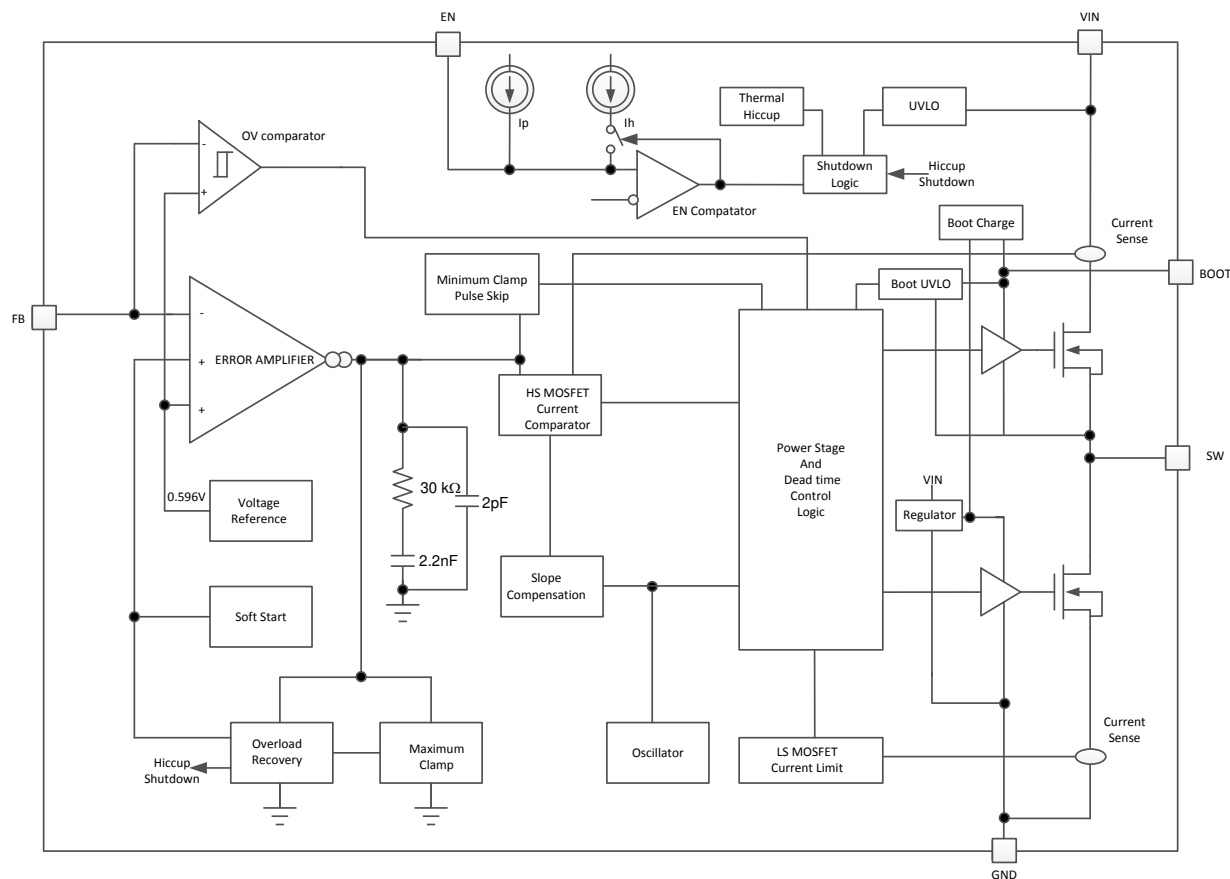 EN
VIN
Ip
Ih
Thermal
Hiccup
UVLO
OV comparator
-
+
Shutdown
Logic
Hiccup
Shutdown
EN Compatator
Boot Charge
Current
Sense
BOOT
Minimum Clamp
Pulse Skip
Boot UVLO
FB
-
ERROR AMPLIFIER
+
+
HS MOSFET
Current
Comparator
Power Stage
And
Dead time
Control
Logic
SW
0.596V
Voltage
Reference
30 kΩ
2pF
2.2nF
VIN
Regulator
Slope
Compensation
Soft Start
Overload
Recovery
Maximum
Clamp
Hiccup
Shutdown
Oscillator
LS MOSFET
Current Limit
Current
Sense
GND